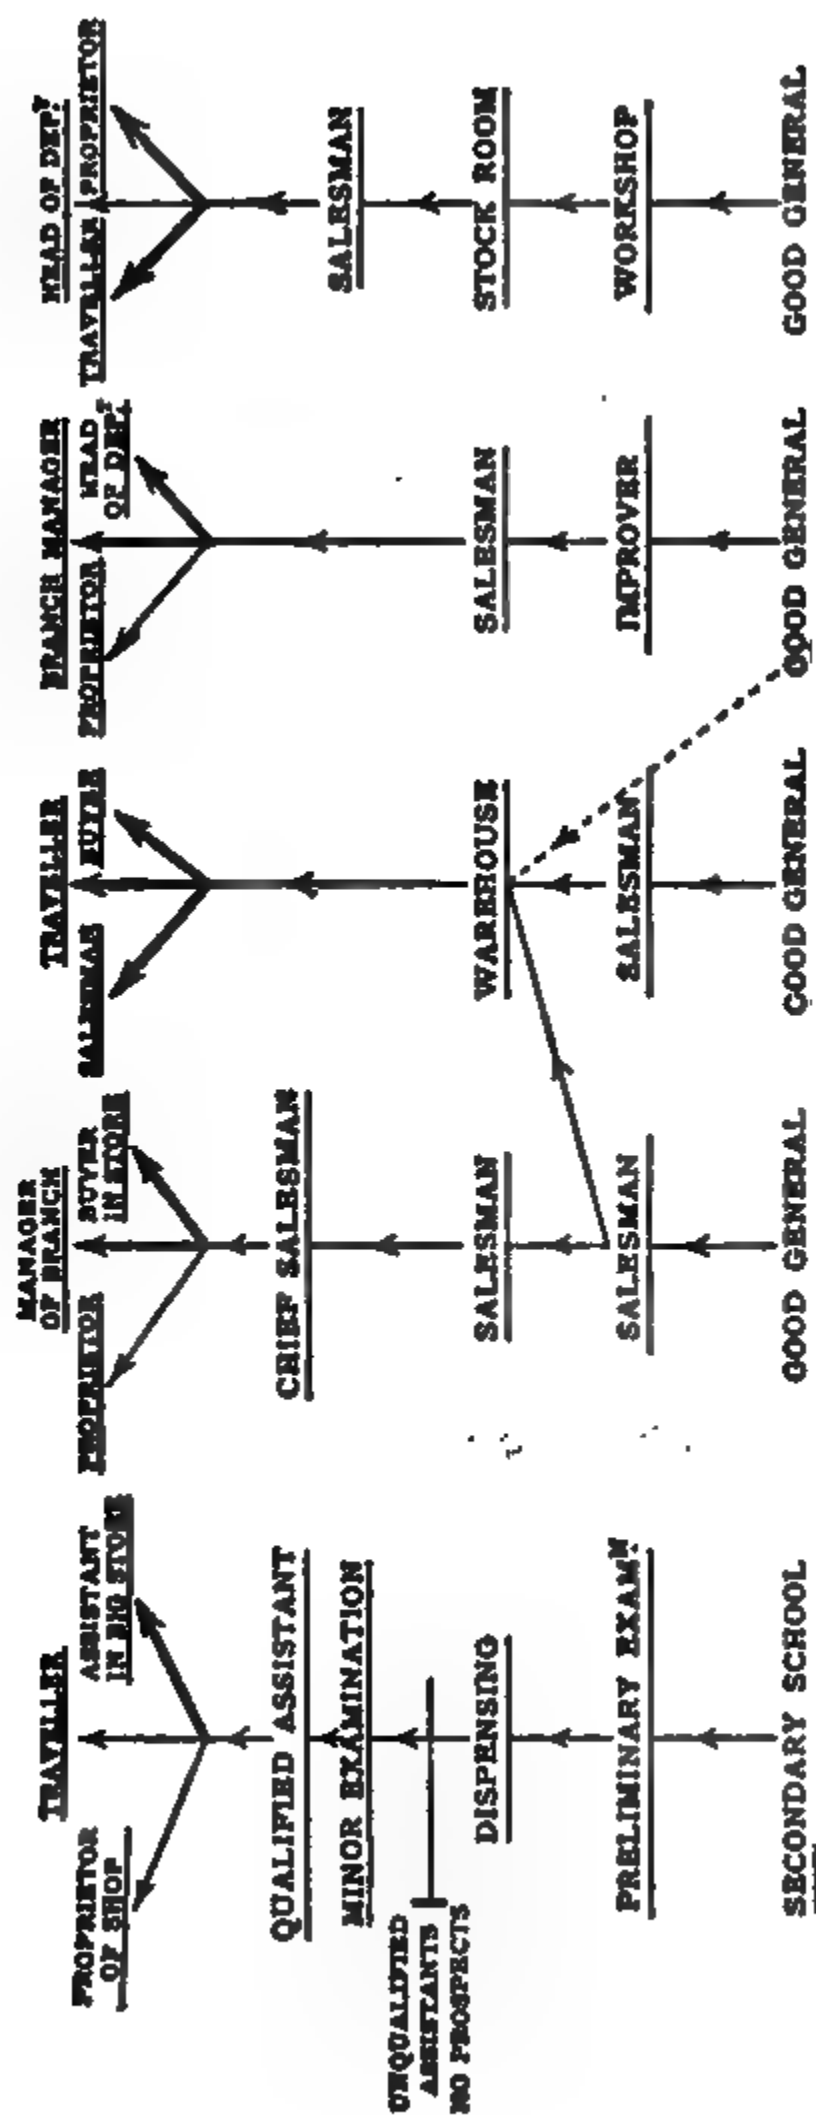 TRAVELLER
PROPRIETOR
OF SHOP
ASSISTANT
IN BIG STORE
QUALIFIED ASSISTANT
MINOR EXAMINATION
UNQUALIFIED
ASSISTANTS
NO PROSPECTS
DISPENSING
PRELIMINARY EXAMN
SECONDARY SCHOOL
MANAGER
OF BRANCH
PROPRIETOR
BUYER
IN STORE
CHIEF SALESMAN
SALESMAN
SALESMAN
GOOD GENERAL
TRAVELLER
SALESMAN
BUYER
WAREHOUSE
SALESMAN
GOOD GENERAL
BRANCH MANAGER
PROPRIETOR
HEAD
OF DEPT
SALESMAN
IMPROVER
GOOD GENERAL
HEAD OF DEPT
TRAVELLER
PROPRIETOR
SALESMAN
STOCK ROOM
WORKSHOP
GOOD GENERAL